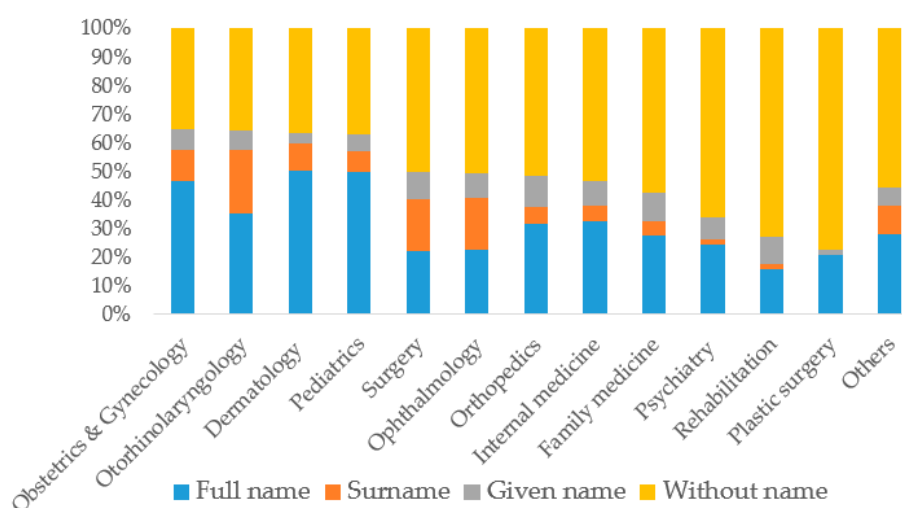 100%
90%
80%
70%
60%
50%
40%
30%
20%
10%
0%
Obstetrics & Gynecology
Otorhinolaryngology
Dermatology
Pediatrics
Surgery
Ophthalmology
Orthopedics
Internal medicine
Family medicine
Psychiatry
Rehabilitation
Plastic surgery
Others
Full name Surname Given name Without name